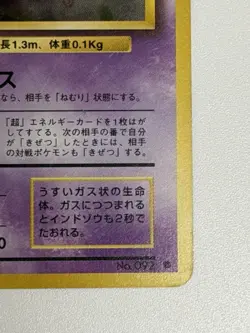 長1.3m、体重0.1Kg
ス
なら、相手を「ねむり」状態にする。
「超」エネルギーカードを1枚はが
してすてる。次の相手の番で自分
が「きぜつ」したときには、相手
の対戦ポケモンも「きぜつ」する。
うすいガス状の生命
体。ガスにつつまれる
とインドゾウも2秒で
たおれる。
0
No.092 ●